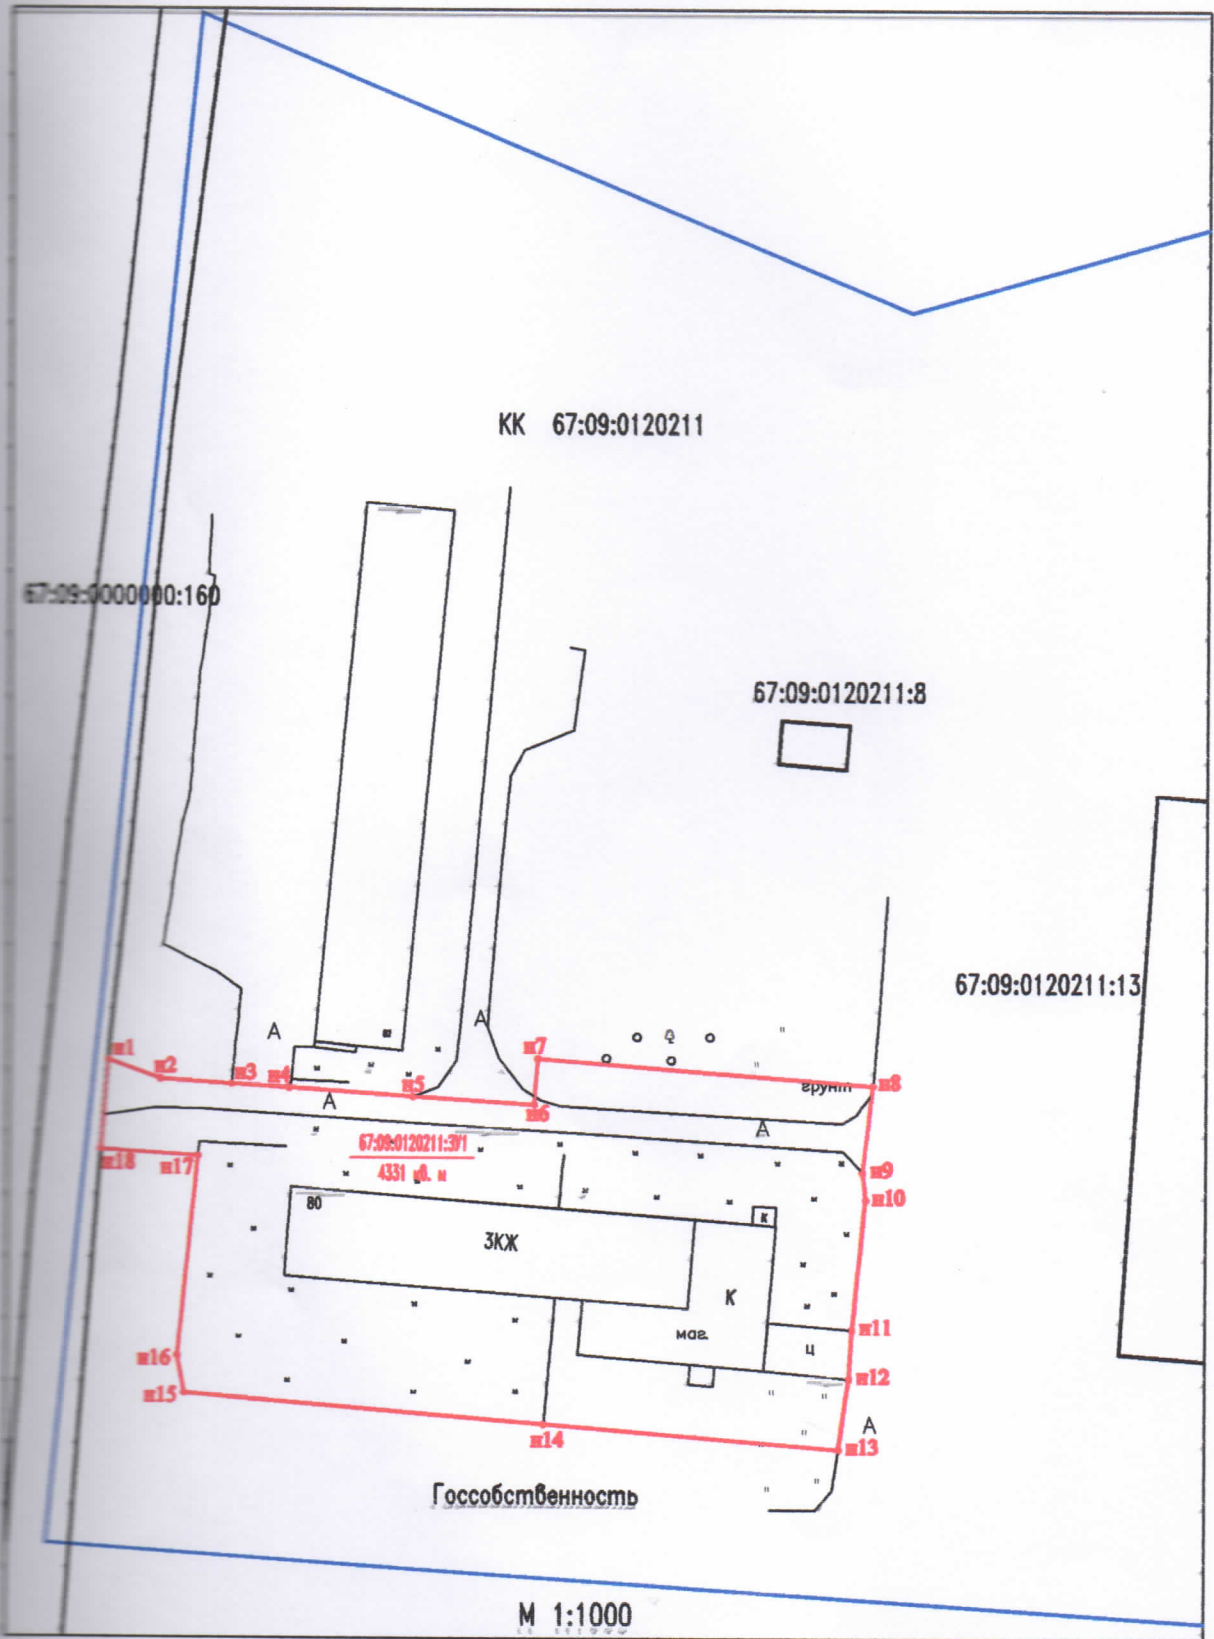 КК 67:09:0120211
67:09:0000000:160
67:09:0120211:8
67:09:0120211:13
А
А
82
н1
н2
н3
н4
н5
н6
н7
н8
грунт
А
А
67:09:0120211:ЗУ1
4331 кв. м
н18
н17
н9
н10
80
3КЖ
К
К
маг.
Ц
н11
н12
н16
н15
н14
н13
А
Госсобственность
М 1:1000